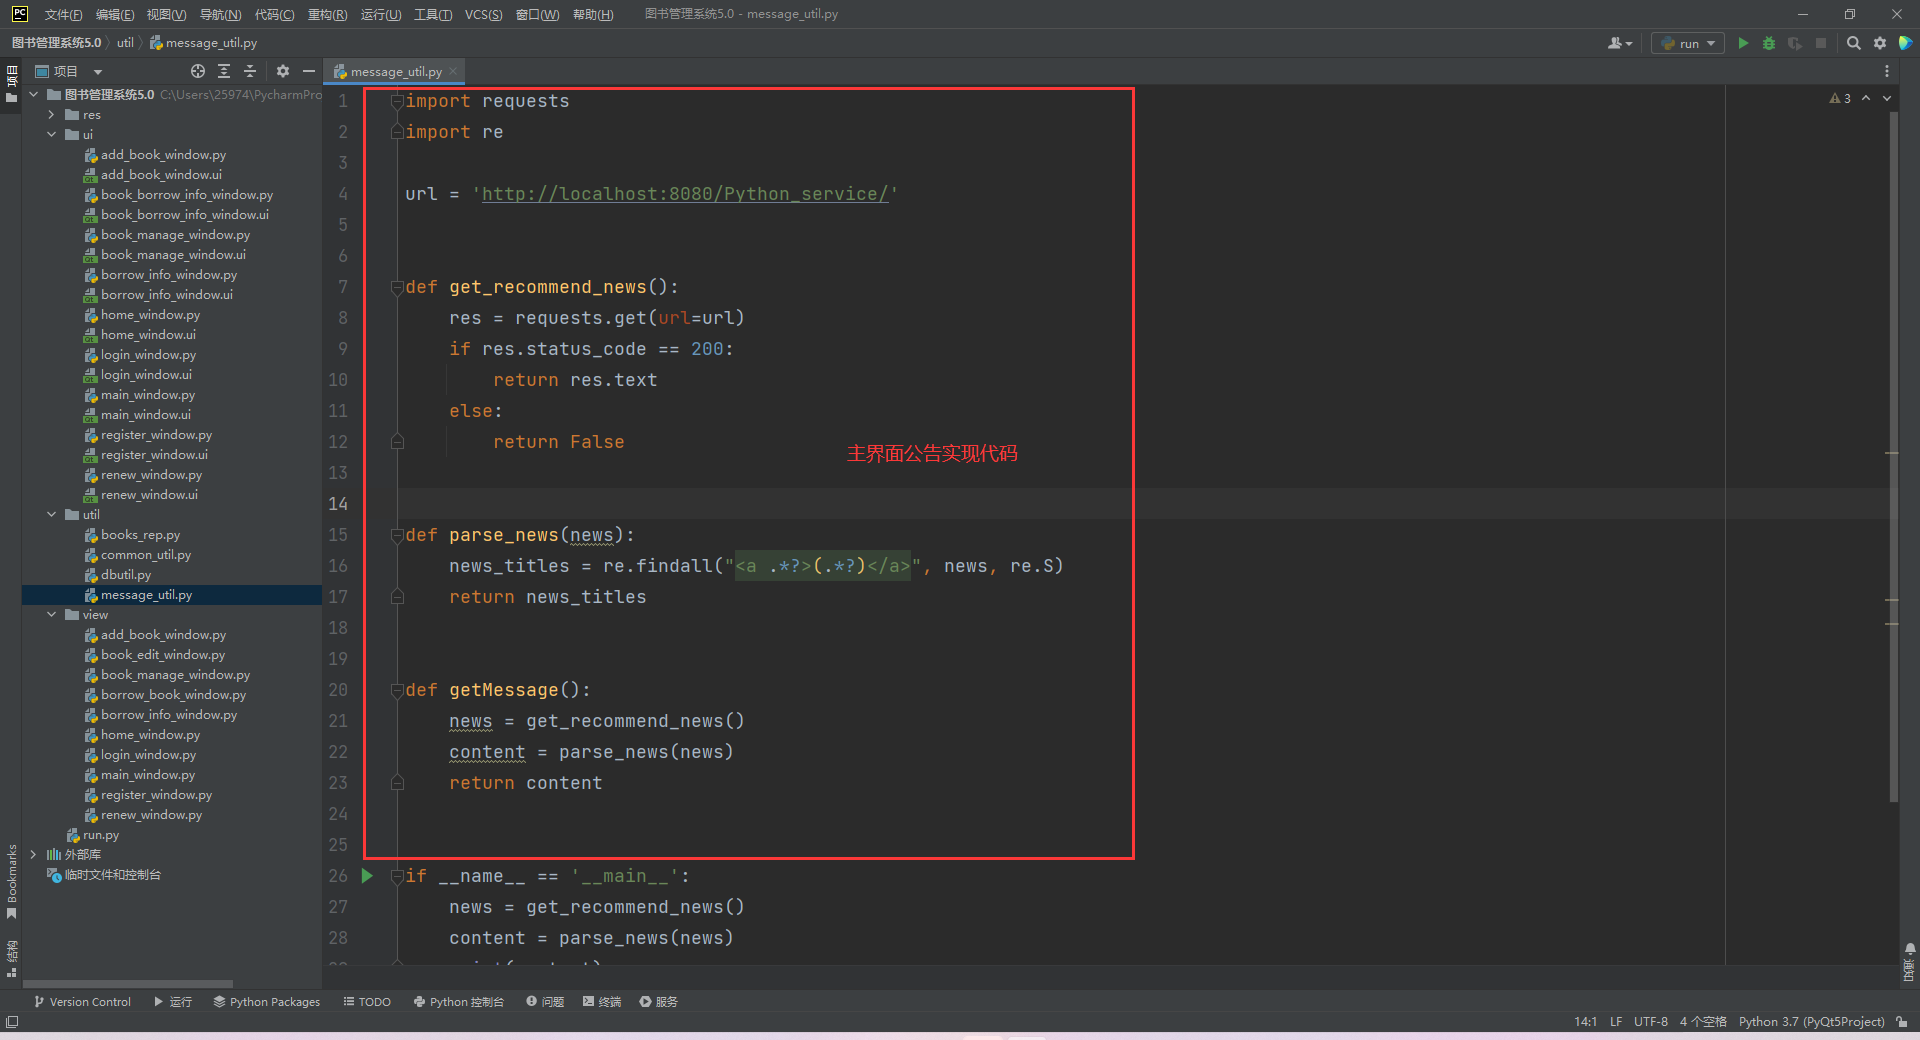 PC 文件(F) 编辑(E) 视图(V) 导航(N) 代码(C) 重构(R) 运行(U) 工具(T) VCS(S) 窗口(W) 帮助(H) 图书管理系统5.0 - message_util.py
图书管理系统5.0 util message_util.py run
项目 项目 message_util.py
图书管理系统5.0 C:\Users\25974\PycharmPro
res
ui
add_book_window.py
add_book_window.ui
book_borrow_info_window.py
book_borrow_info_window.ui
book_manage_window.py
book_manage_window.ui
borrow_info_window.py
borrow_info_window.ui
home_window.py
home_window.ui
login_window.py
login_window.ui
main_window.py
main_window.ui
register_window.py
register_window.ui
renew_window.py
renew_window.ui
util
books_rep.py
common_util.py
dbutil.py
message_util.py
view
add_book_window.py
book_edit_window.py
book_manage_window.py
borrow_book_window.py
borrow_info_window.py
home_window.py
login_window.py
main_window.py
register_window.py
renew_window.py
run.py
外部库
临时文件和控制台
Bookmarks
结构
1 import requests
2 import re
3
4 url = 'http://localhost:8080/Python_service/'
5
6
7 def get_recommend_news():
8 res = requests.get(url=url)
9 if res.status_code == 200:
10 return res.text
11 else:
12 return False
主界面公告实现代码
13
14
15 def parse_news(news):
16 news_titles = re.findall("<a .*?>(.*?)</a>", news, re.S)
17 return news_titles
18
19
20 def getMessage():
21 news = get_recommend_news()
22 content = parse_news(news)
23 return content
24
25
26 if __name__ == '__main__':
27 news = get_recommend_news()
28 content = parse_news(news)
3
通知
Version Control 运行 Python Packages TODO Python 控制台 问题 终端 服务
14:1 LF UTF-8 4 个空格 Python 3.7 (PyQt5Project)